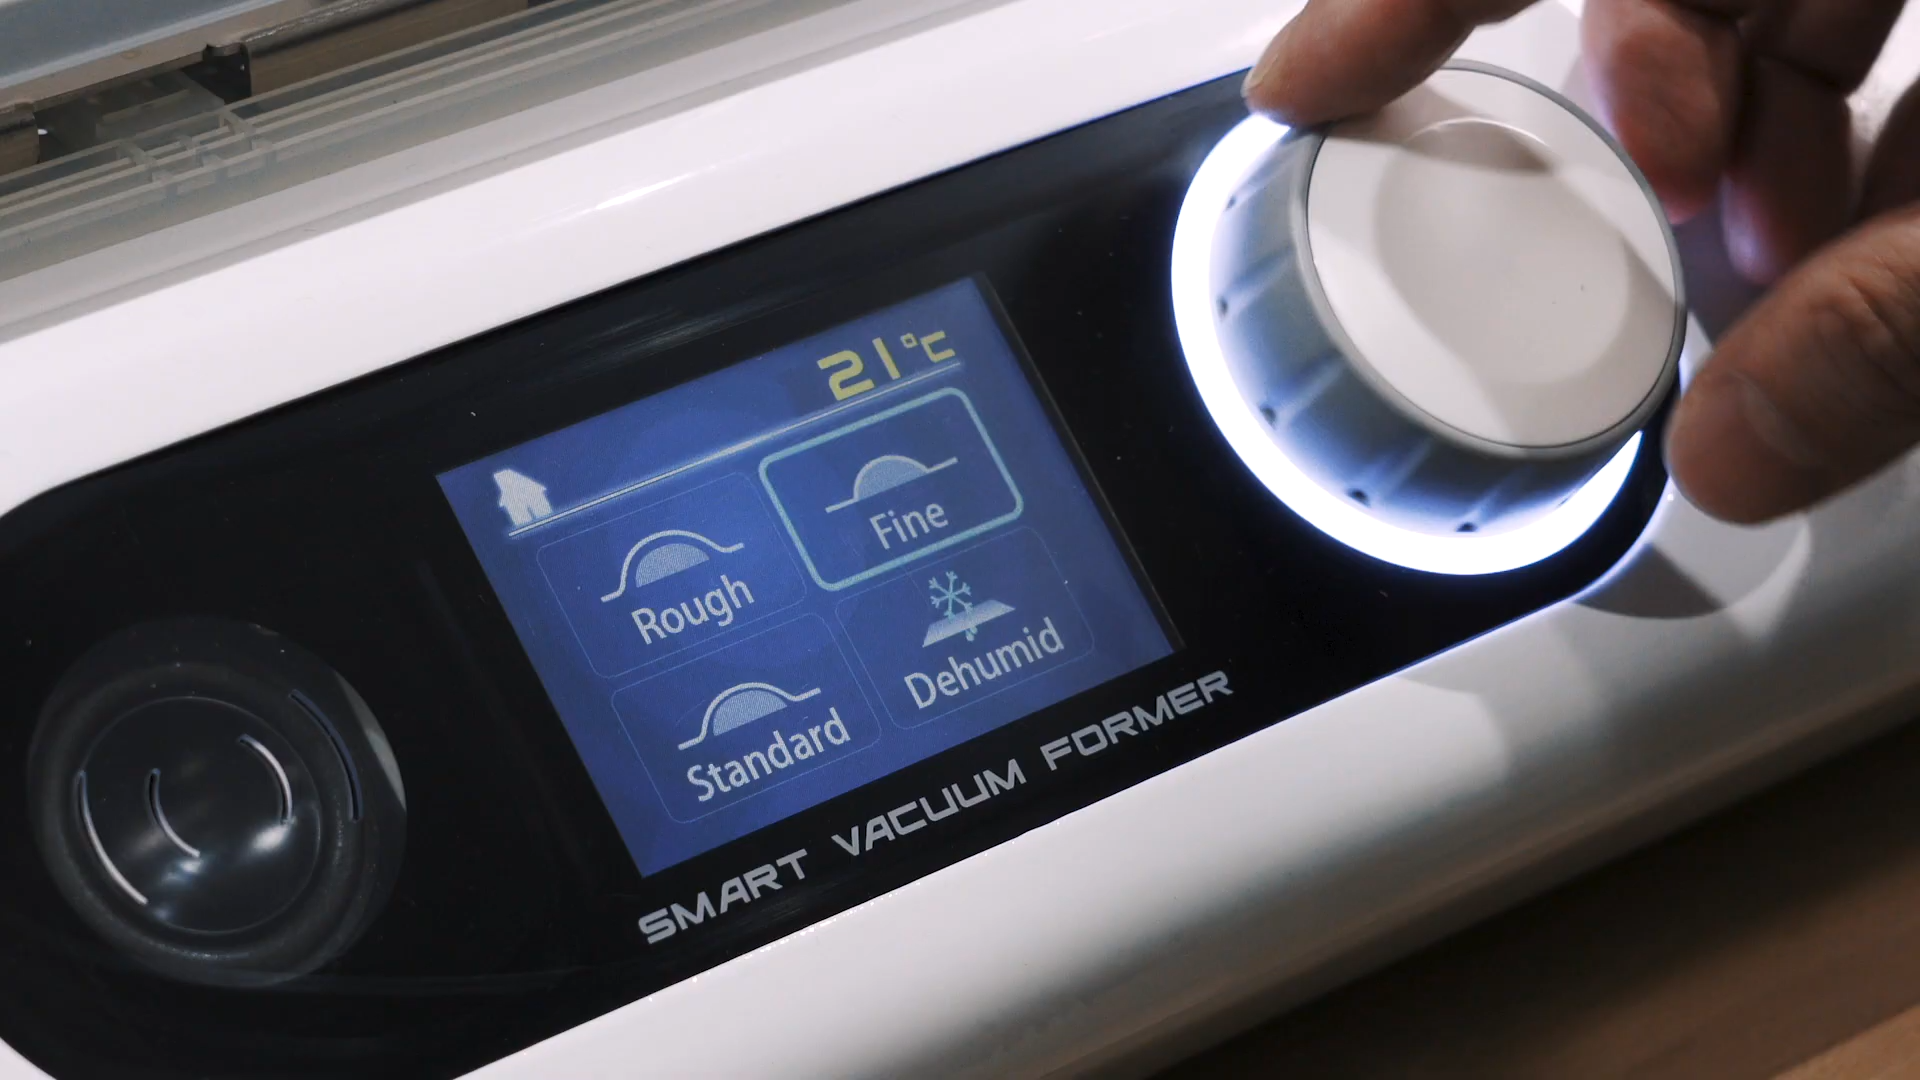 21°C
Rough
Fine
Standard
Dehumid
SMART VACUUM FORMER